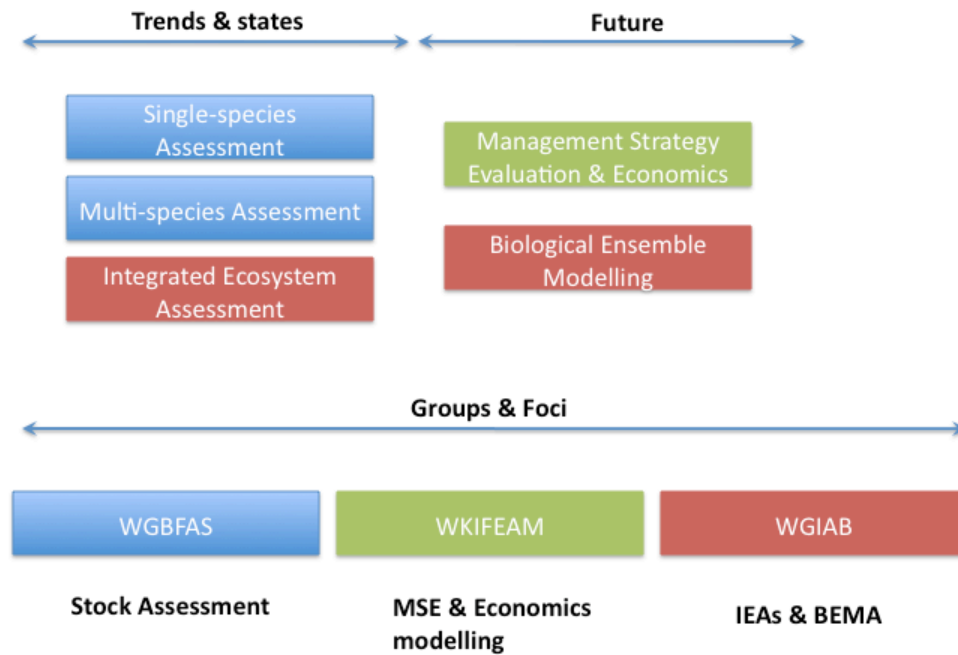 Trends & states
Future
Single-species
Assessment
Multi-species Assessment
Integrated Ecosystem
Assessment
Management Strategy
Evaluation & Economics
Biological Ensemble
Modelling
Groups & Foci
WGBFAS
WKIFEAM
WGIAB
Stock Assessment
MSE & Economics
modelling
IEAs & BEMA